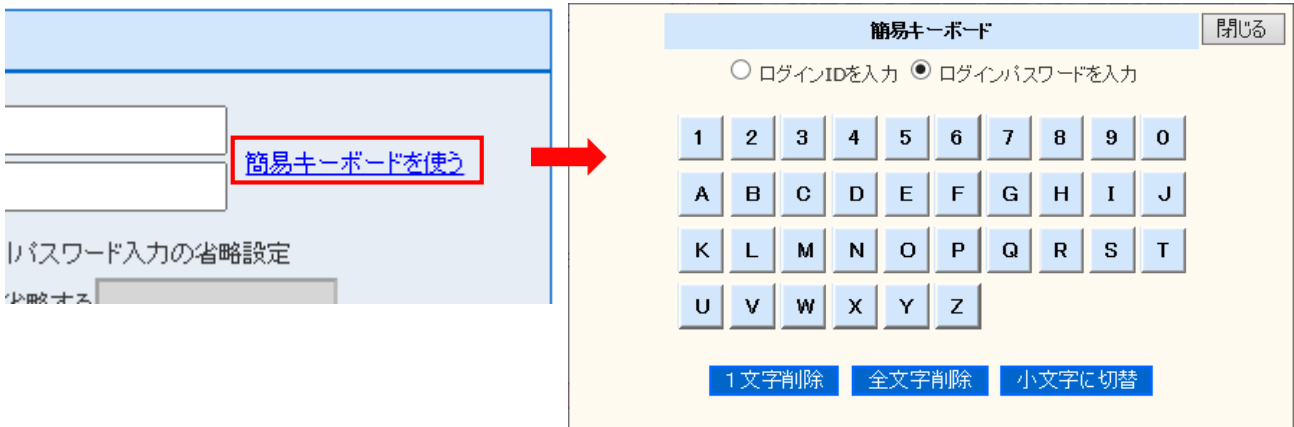 簡易キーボードを使う
パスワード入力の省略設定
省略する
簡易キーボード
閉じる
ログインIDを入力 ログインパスワードを入力
1 2 3 4 5 6 7 8 9 0
A B C D E F G H I J
K L M N O P Q R S T
U V W X Y Z
1文字削除 全文字削除 小文字に切替